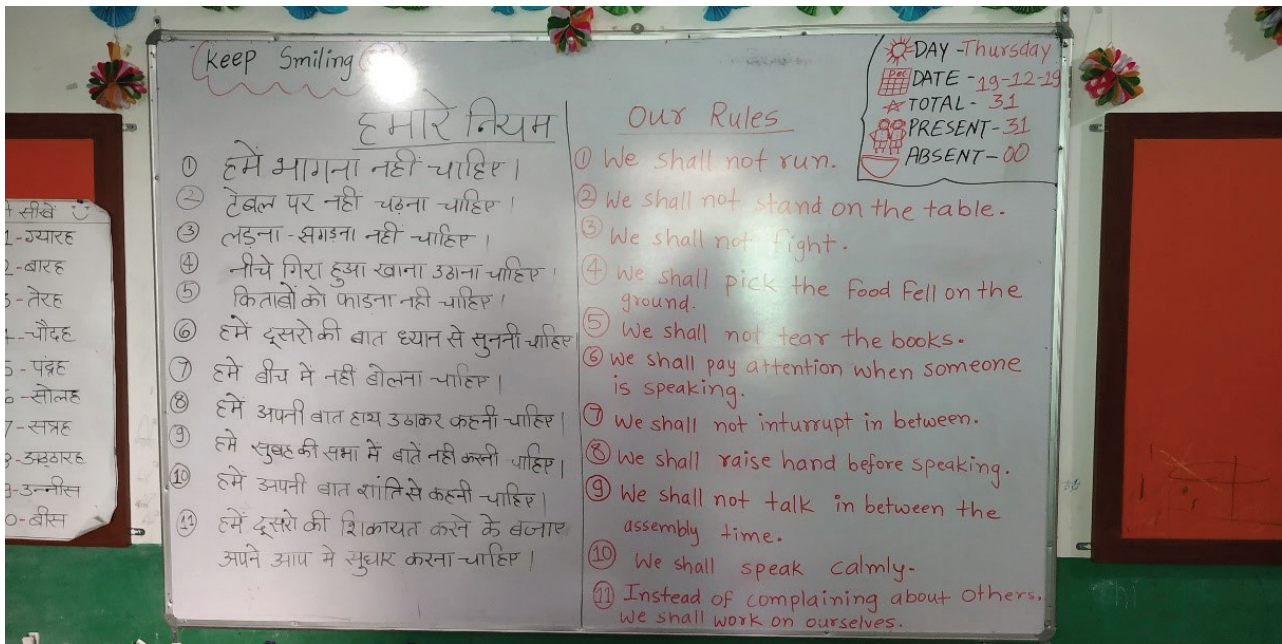 Keep Smiling
DAY - Thursday
DEC
DATE - 19-12-19
TOTAL - 31
PRESENT - 31
ABSENT - 00
हमारे नियम
① हमें भागना नहीं चाहिए।
② टेबल पर नहीं चढ़ना चाहिए।
③ लड़ना - झगड़ना नहीं चाहिए।
④ नीचे गिरा हुआ खाना उठाना चाहिए।
⑤ किताबों को फाड़ना नही चाहिए।
⑥ हमें दूसरो की बात ध्यान से सुननी चाहिए
⑦ हमे बीच मे नही बोलना चाहिए।
⑧ हमें अपनी बात हाथ उठाकर कहनी चाहिए।
⑨ हमे सुबह की सभा में बातें नही करनी चाहिए।
⑩ हमें अपनी बात शांति से कहनी चाहिए।
⑪ हमें दूसरो की शिकायत करने के बजाए
अपने आप मे सुधार करना चाहिए।
Our Rules
① We shall not run.
② We shall not stand on the table.
③ We shall not fight.
④ We shall pick the food fell on the
ground.
⑤ We shall not tear the books.
⑥ We shall pay attention when someone
is speaking.
⑦ We shall not inturrupt in between.
⑧ We shall raise hand before speaking.
⑨ We shall not talk in between the
assembly time.
⑩ We shall speak calmly.
⑪ Instead of complaining about others,
We shall work on ourselves.
सीखें
1 - ग्यारह
2 - बारह
3 - तेरह
4 - चौदह
5 - पंद्रह
6 - सोलह
7 - सत्रह
8 - अठ्ठारह
9 - उन्नीस
0 - बीस